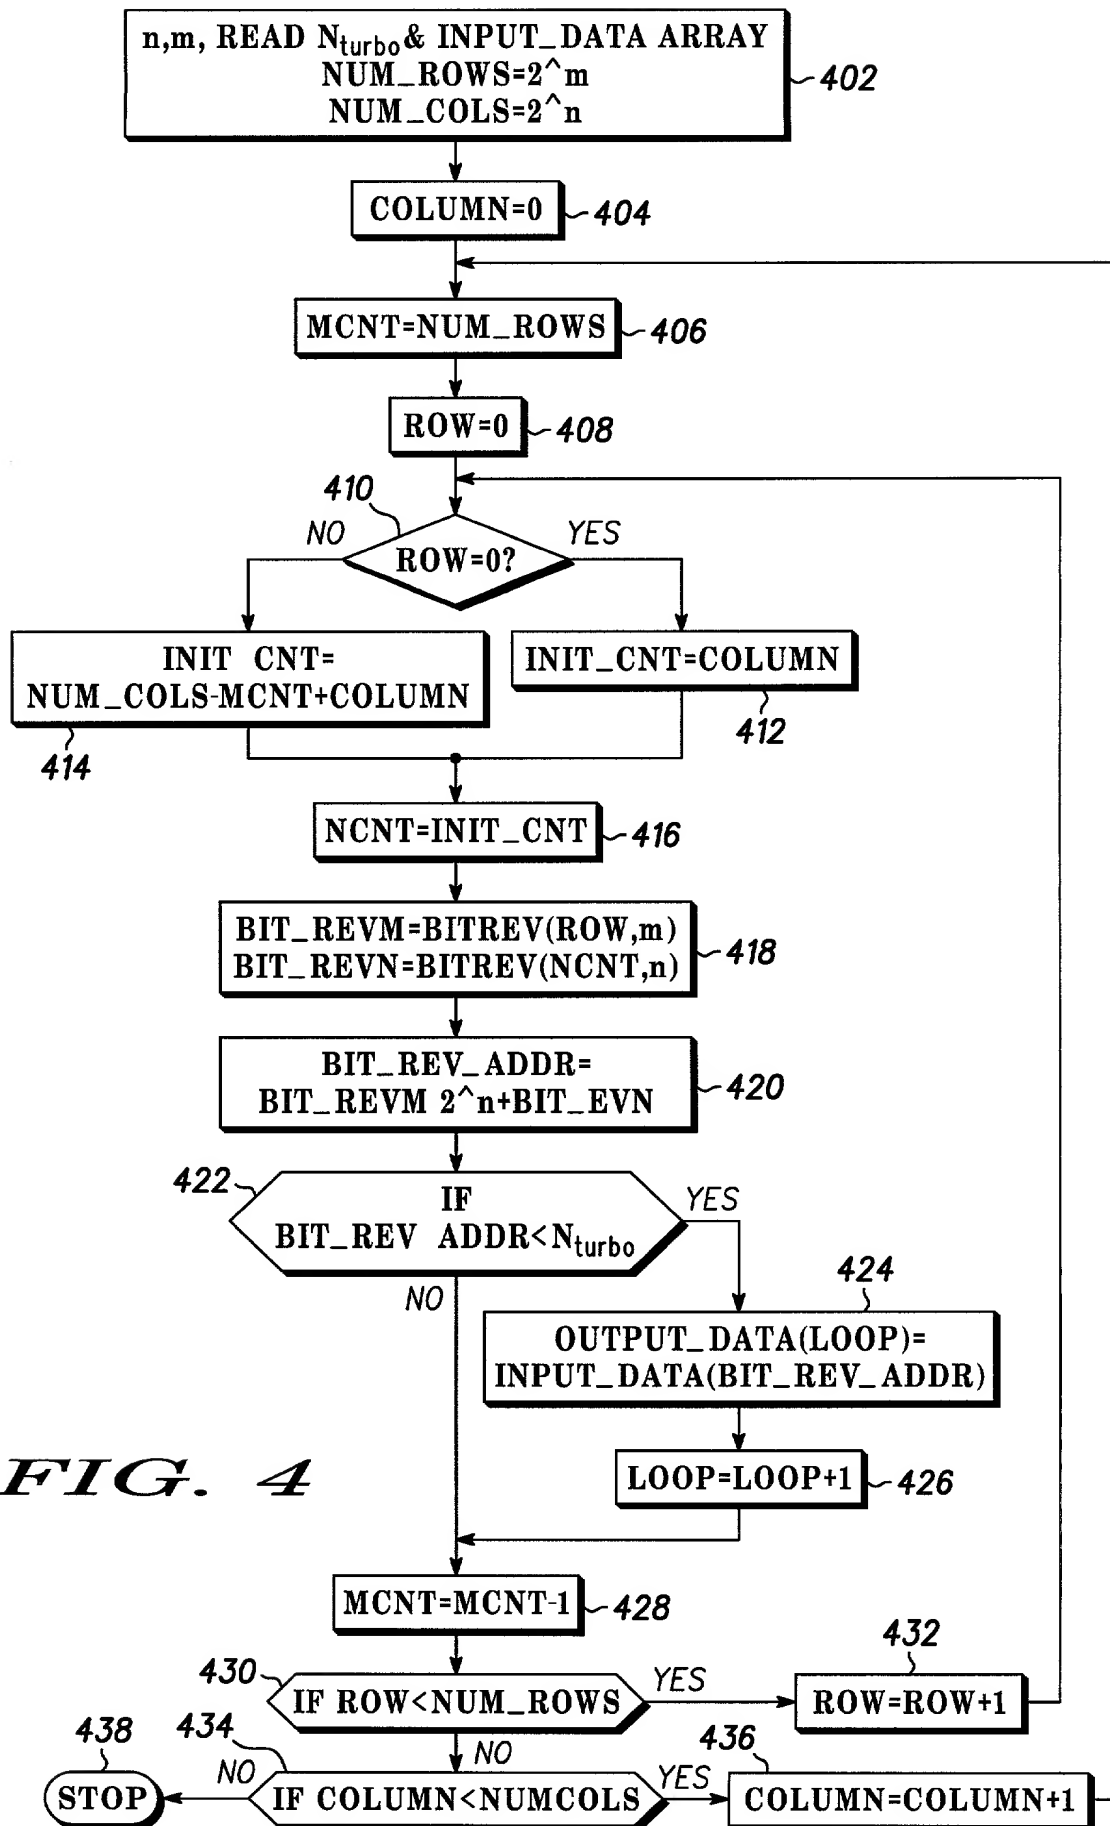 n,m, READ Nturbo& INPUT_DATA ARRAY
NUM_ROWS=2^m
NUM_COLS=2^n
402
COLUMN=0
404
MCNT=NUM_ROWS
406
ROW=0
408
410
NO
YES
ROW=0?
INIT CNT=
NUM_COLS-MCNT+COLUMN
414
INIT_CNT=COLUMN
412
NCNT=INIT_CNT
416
BIT_REVM=BITREV(ROW,m)
BIT_REVN=BITREV(NCNT,n)
418
BIT_REV_ADDR=
BIT_REVM 2^n+BIT_EVN
420
422
IF
BIT_REV ADDR<Nturbo
YES
NO
424
OUTPUT_DATA(LOOP)=
INPUT_DATA(BIT_REV_ADDR)
LOOP=LOOP+1
426
FIG. 4
MCNT=MCNT-1
428
430
IF ROW<NUM_ROWS
YES
432
ROW=ROW+1
NO
438
STOP
NO
434
IF COLUMN<NUMCOLS
YES
436
COLUMN=COLUMN+1